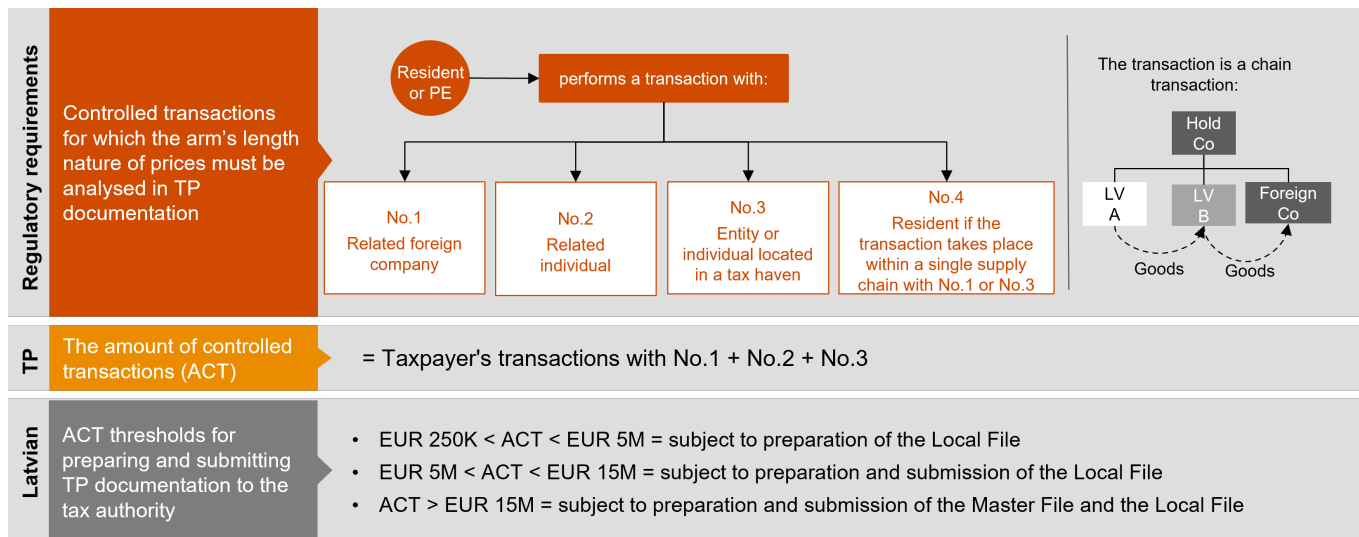 Regulatory requirements
Controlled transactions
for which the arm's length
nature of prices must be
analysed in TP
documentation
Resident
or PE
performs a transaction with:
No.1
Related foreign
company
No.2
Related
individual
No.3
Entity or
individual located
in a tax haven
No.4
Resident if the
transaction takes place
within a single supply
chain with No.1 or No.3
The transaction is a chain
transaction:
Hold
Co
LV
A
LV
B
Foreign
Co
Goods
Goods
TP
The amount of controlled
transactions (ACT)
= Taxpayer's transactions with No.1 + No.2 + No.3
Latvian
ACT thresholds for
preparing and submitting
TP documentation to the
tax authority
• EUR 250K < ACT < EUR 5M = subject to preparation of the Local File
• EUR 5M < ACT < EUR 15M = subject to preparation and submission of the Local File
• ACT > EUR 15M = subject to preparation and submission of the Master File and the Local File